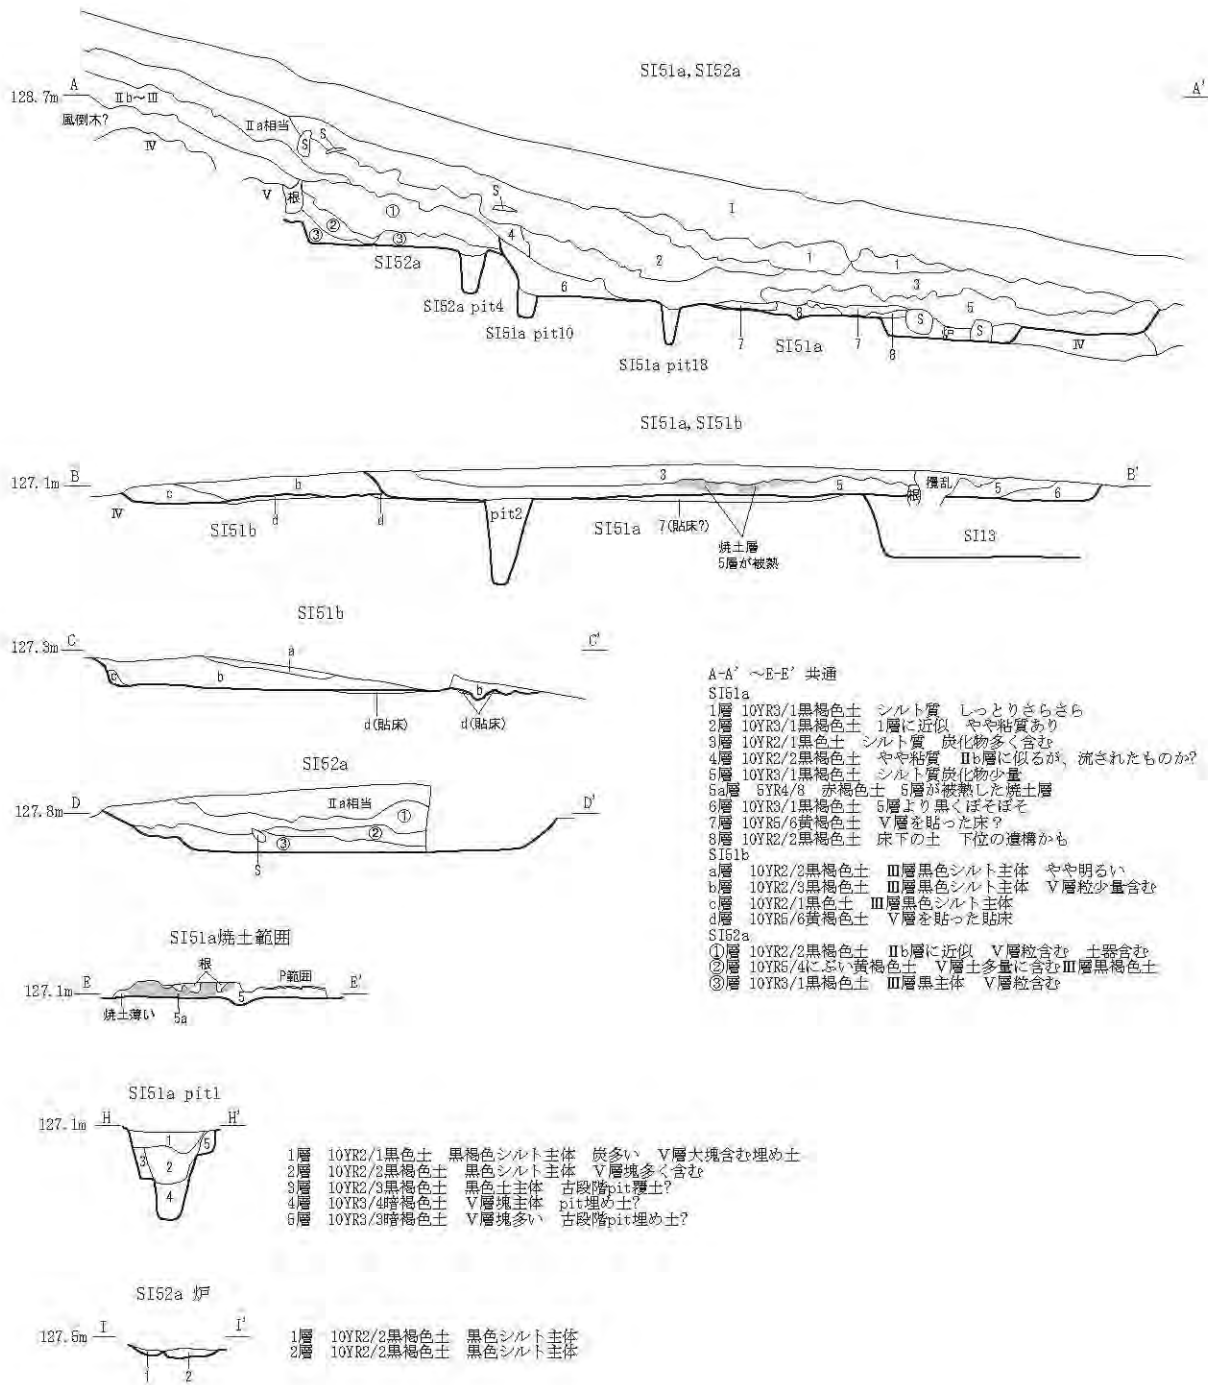 SI51a, SI52a
128.7m A A'
Ⅱb～Ⅲ
風倒木?
Ⅳ
Ⅱa相当
S
S
S
Ⅴ
根
①
②
③
③
SI52a
4
2
Ⅰ
1
1
3
5
6
SI52a pit4
SI51a pit10
SI51a pit18
7
8
SI51a
7
8
S
炉
S
Ⅳ
SI51a, SI51b
127.1m B B'
c
b
Ⅳ
d
d
SI51b
3
5
pit2
SI51a
7(貼床?)
焼土層
5層が被熱
根
攪乱
5
6
SI13
SI51b
127.3m C C'
a
c
b
b
d(貼床)
d(貼床)
SI52a
127.8m D D'
Ⅱa相当
①
②
③
S
A-A' ～E-E' 共通
SI51a
1層 10YR3/1黒褐色土 シルト質 しっとりさらさら
2層 10YR3/1黒褐色土 1層に近似 やや粘質あり
3層 10YR2/1黒色土 シルト質 炭化物多く含む
4層 10YR2/2黒褐色土 やや粘質 Ⅱb層に似るが、流されたものか?
5層 10YR3/1黒褐色土 シルト質炭化物少量
5a層 5YR4/8 赤褐色土 5層が被熱した焼土層
6層 10YR3/1黒褐色土 5層より黒くぼそぼそ
7層 10YR5/6黄褐色土 Ⅴ層を貼った床?
8層 10YR2/2黒褐色土 床下の土 下位の遺構かも
SI51b
a層 10YR2/2黒褐色土 Ⅲ層黒色シルト主体 やや明るい
b層 10YR2/3黒褐色土 Ⅲ層黒色シルト主体 Ⅴ層粒少量含む
c層 10YR2/1黒色土 Ⅲ層黒色シルト主体
d層 10YR5/6黄褐色土 Ⅴ層を貼った貼床
SI52a
①層 10YR2/2黒褐色土 Ⅱb層に近似 Ⅴ層粒含む 土器含む
②層 10YR5/4にぶい黄褐色土 Ⅴ層土多量に含むⅢ層黒褐色土
③層 10YR3/1黒褐色土 Ⅲ層黒主体 Ⅴ層粒含む
SI51a焼土範囲
根
P範囲
127.1m E E'
焼土薄い
5a
5
SI51a pit1
127.1m H H'
1
5
3
2
4
1層 10YR2/1黒色土 黒褐色シルト主体 炭多い Ⅴ層大塊含む埋め土
2層 10YR2/2黒褐色土 黒色シルト主体 Ⅴ層塊多く含む
3層 10YR2/3黒褐色土 黒色土主体 古段階pit覆土?
4層 10YR3/4暗褐色土 Ⅴ層塊主体 pit埋め土?
5層 10YR3/3暗褐色土 Ⅴ層塊多い 古段階pit埋め土?
SI52a 炉
127.5m I I'
1
2
1層 10YR2/2黒褐色土 黒色シルト主体
2層 10YR2/2黒褐色土 黒色シルト主体